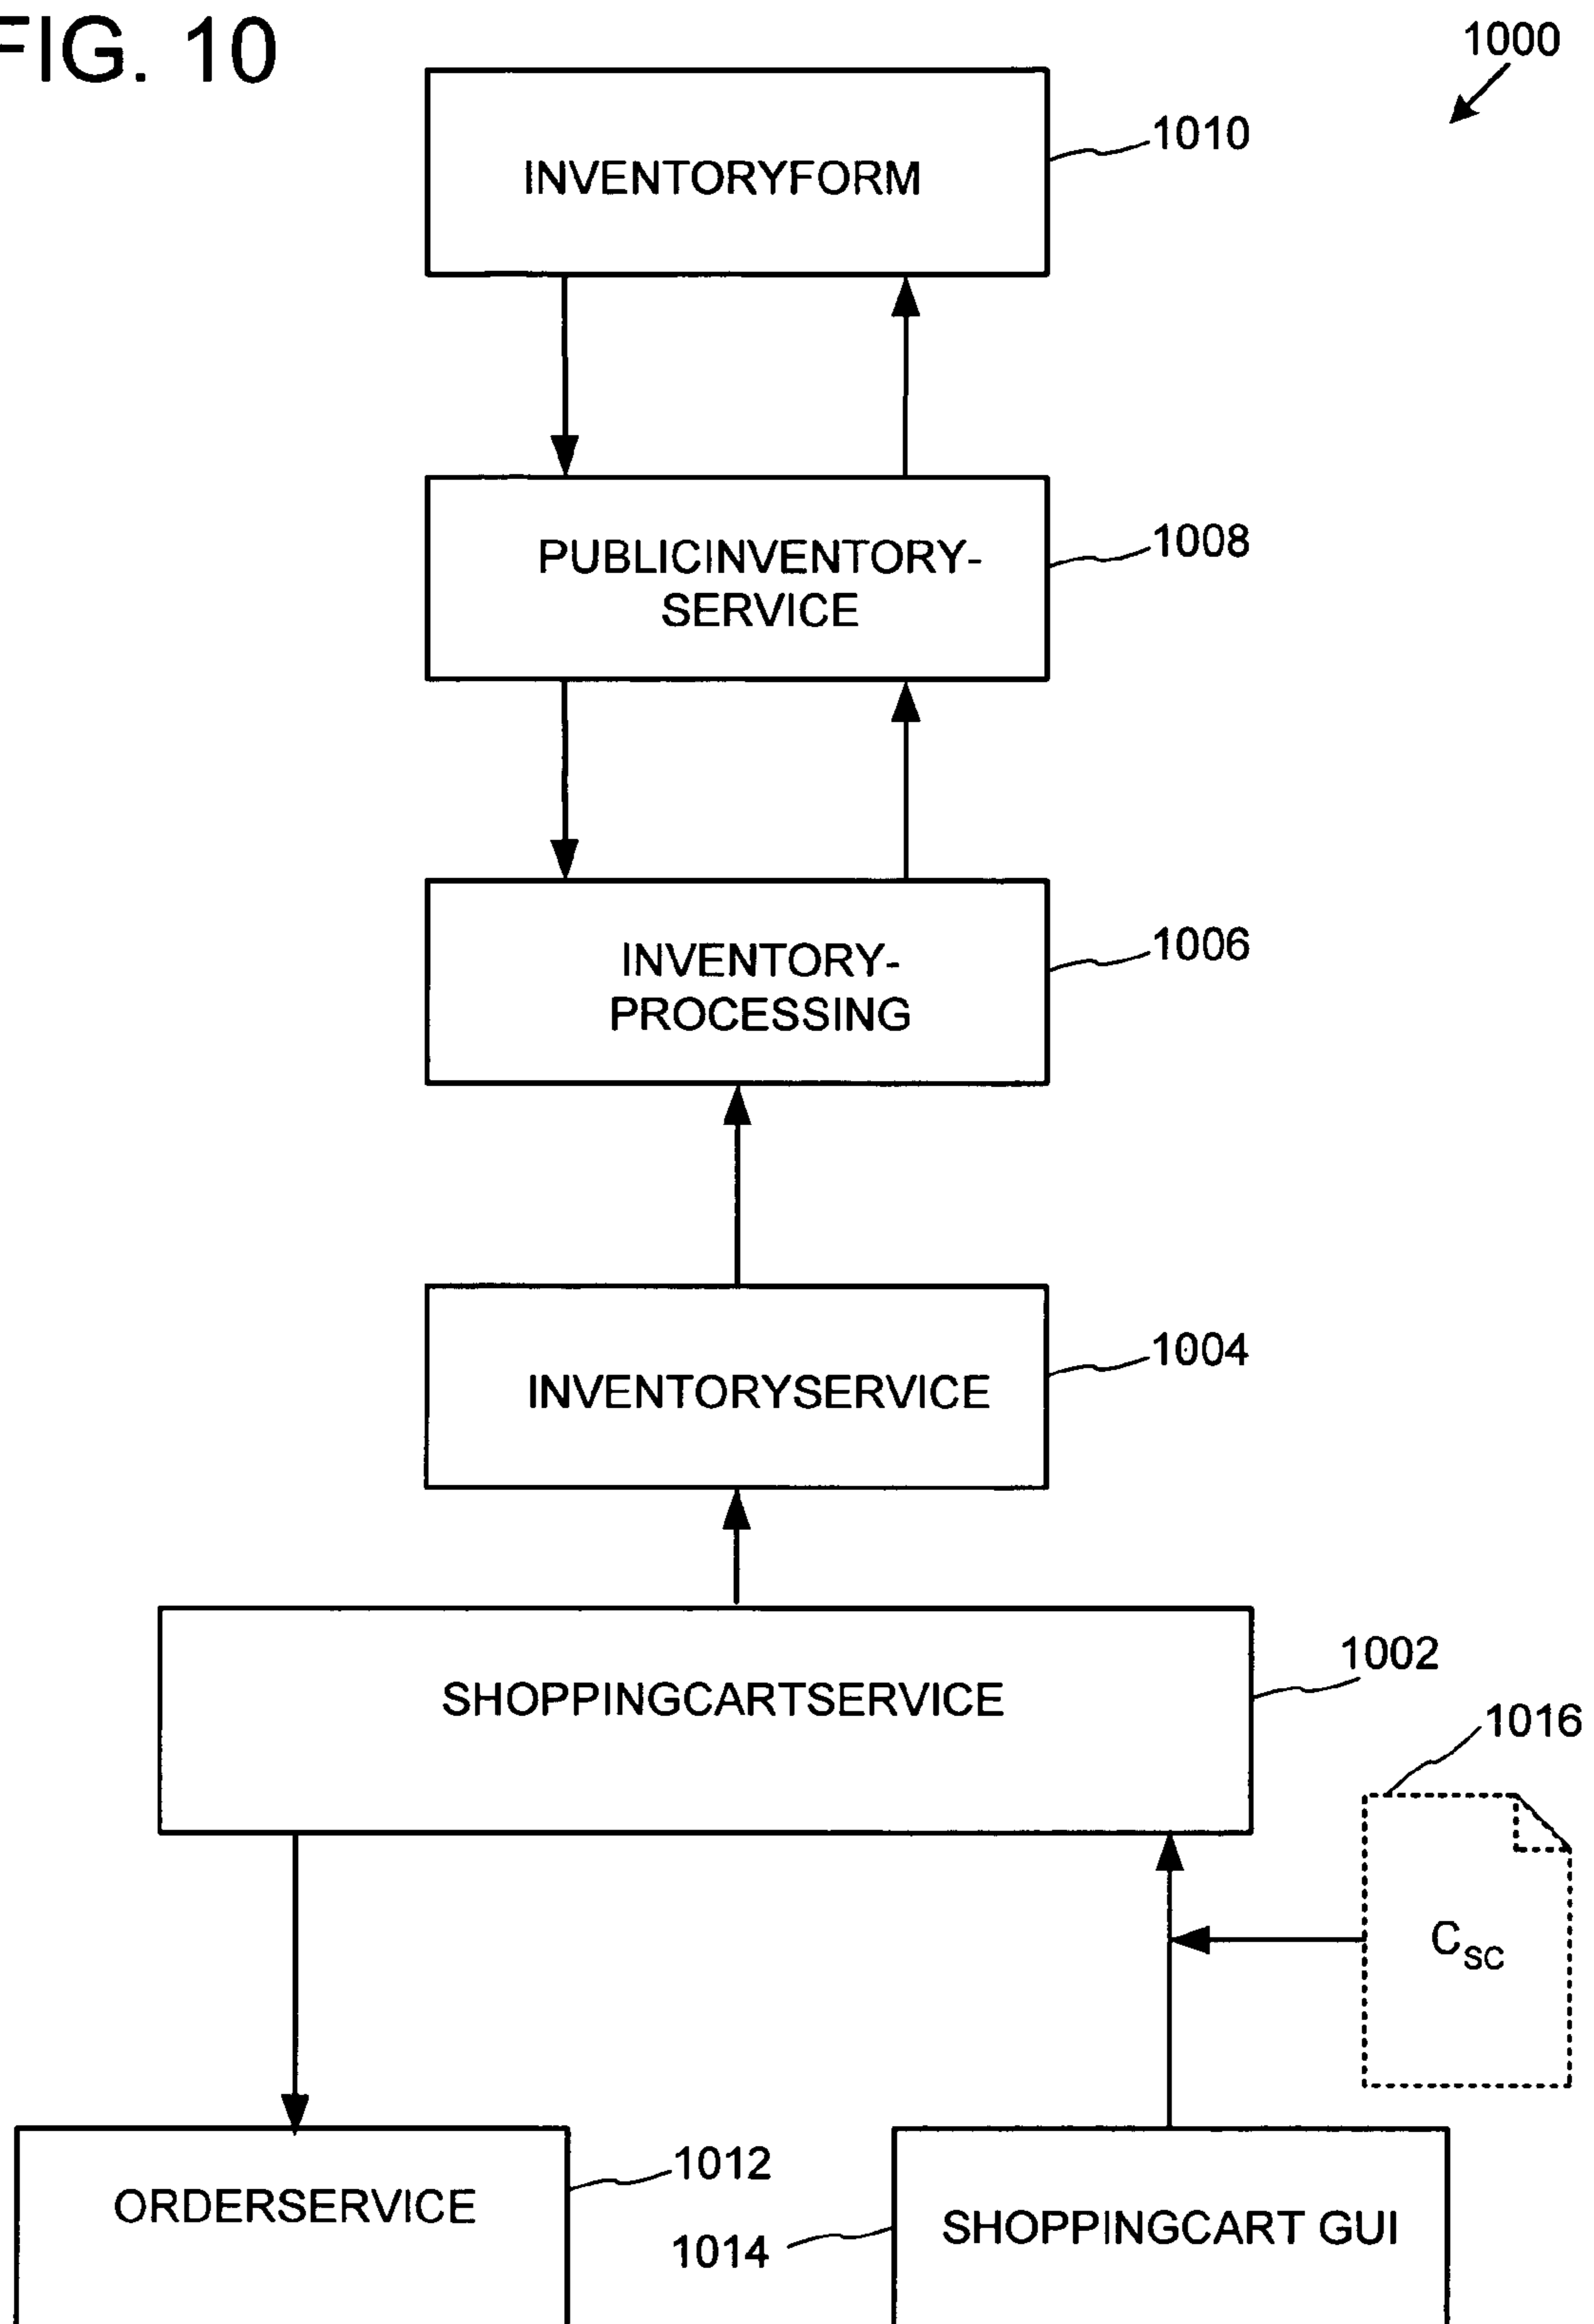 FIG. 10
1000
INVENTORYFORM
1010
PUBLICINVENTORY-
SERVICE
1008
INVENTORY-
PROCESSING
1006
INVENTORYSERVICE
1004
SHOPPINGCARTSERVICE
1002
1016
C_SC
ORDERSERVICE
1012
1014
SHOPPINGCART GUI